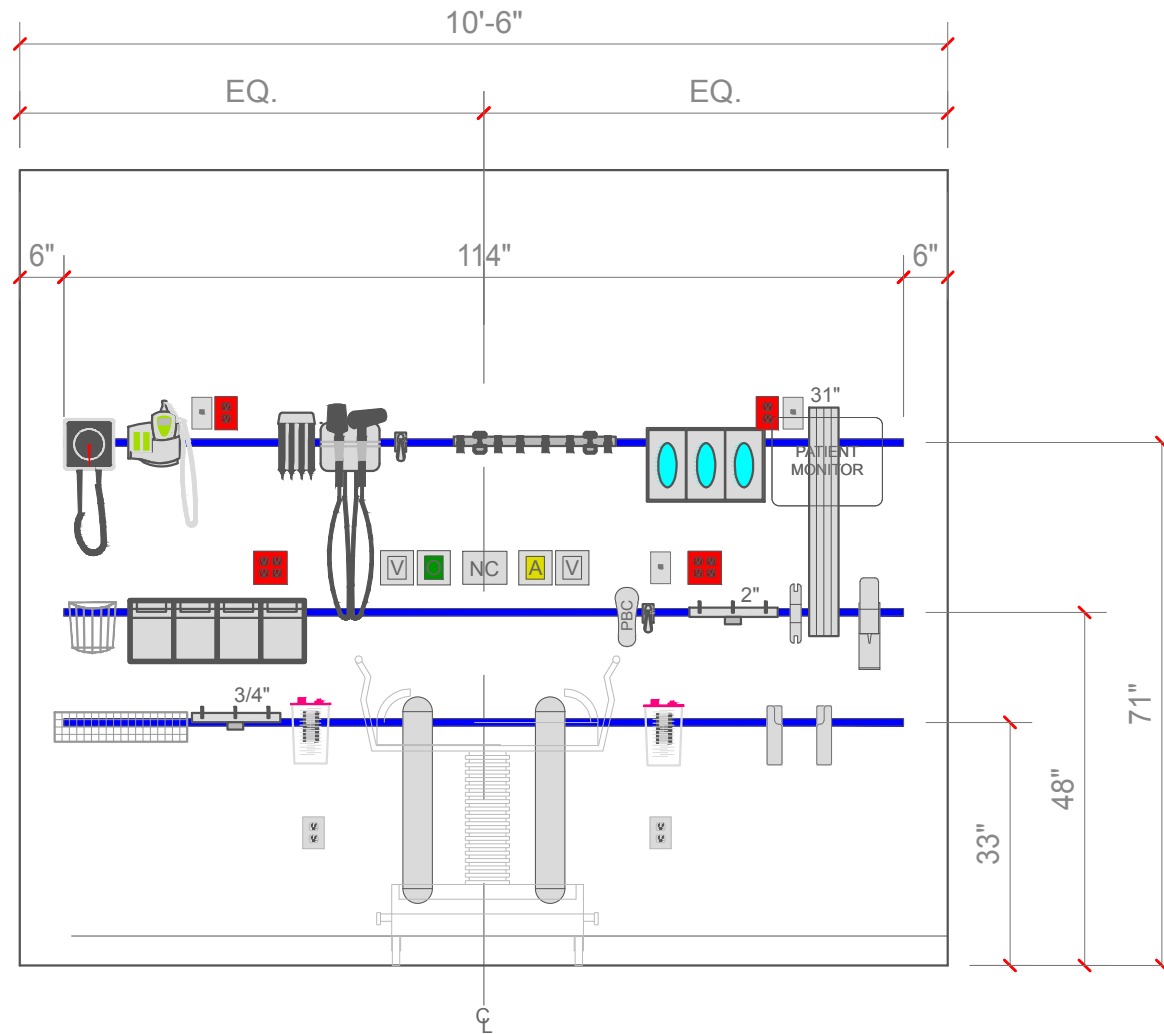 10'-6"
EQ.
EQ.
6"
114"
6"
31"
PATIENT
MONITOR
V
O
NC
A
V
PBC
2"
3/4"
71"
48"
33"
CL